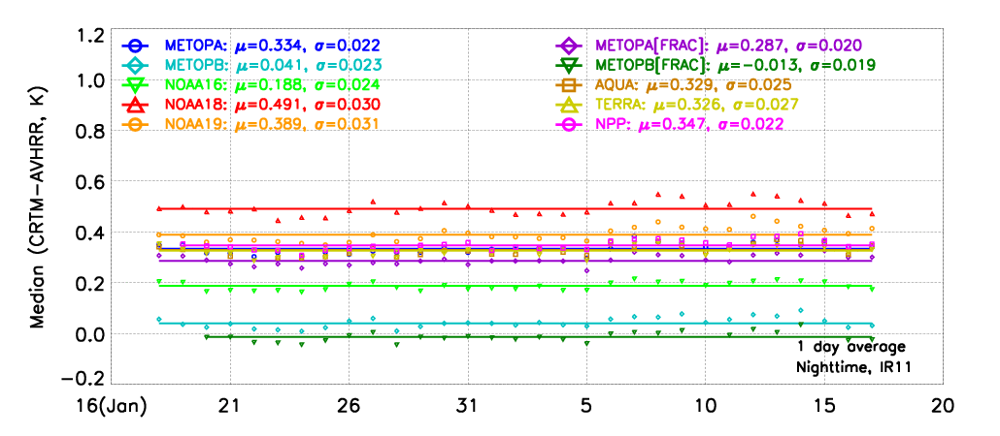 METOPA: μ=0.334, σ=0.022
METOPB: μ=0.041, σ=0.023
NOAA16: μ=0.188, σ=0.024
NOAA18: μ=0.491, σ=0.030
NOAA19: μ=0.389, σ=0.031
METOPA[FRAC]: μ=0.287, σ=0.020
METOPB[FRAC]: μ=−0.013, σ=0.019
AQUA: μ=0.329, σ=0.025
TERRA: μ=0.326, σ=0.027
NPP: μ=0.347, σ=0.022
Median (CRTM−AVHRR, K)
1.2
1.0
0.8
0.6
0.4
0.2
0.0
−0.2
1 day average
Nighttime, IR11
16(Jan) 21 26 31 5 10 15 20